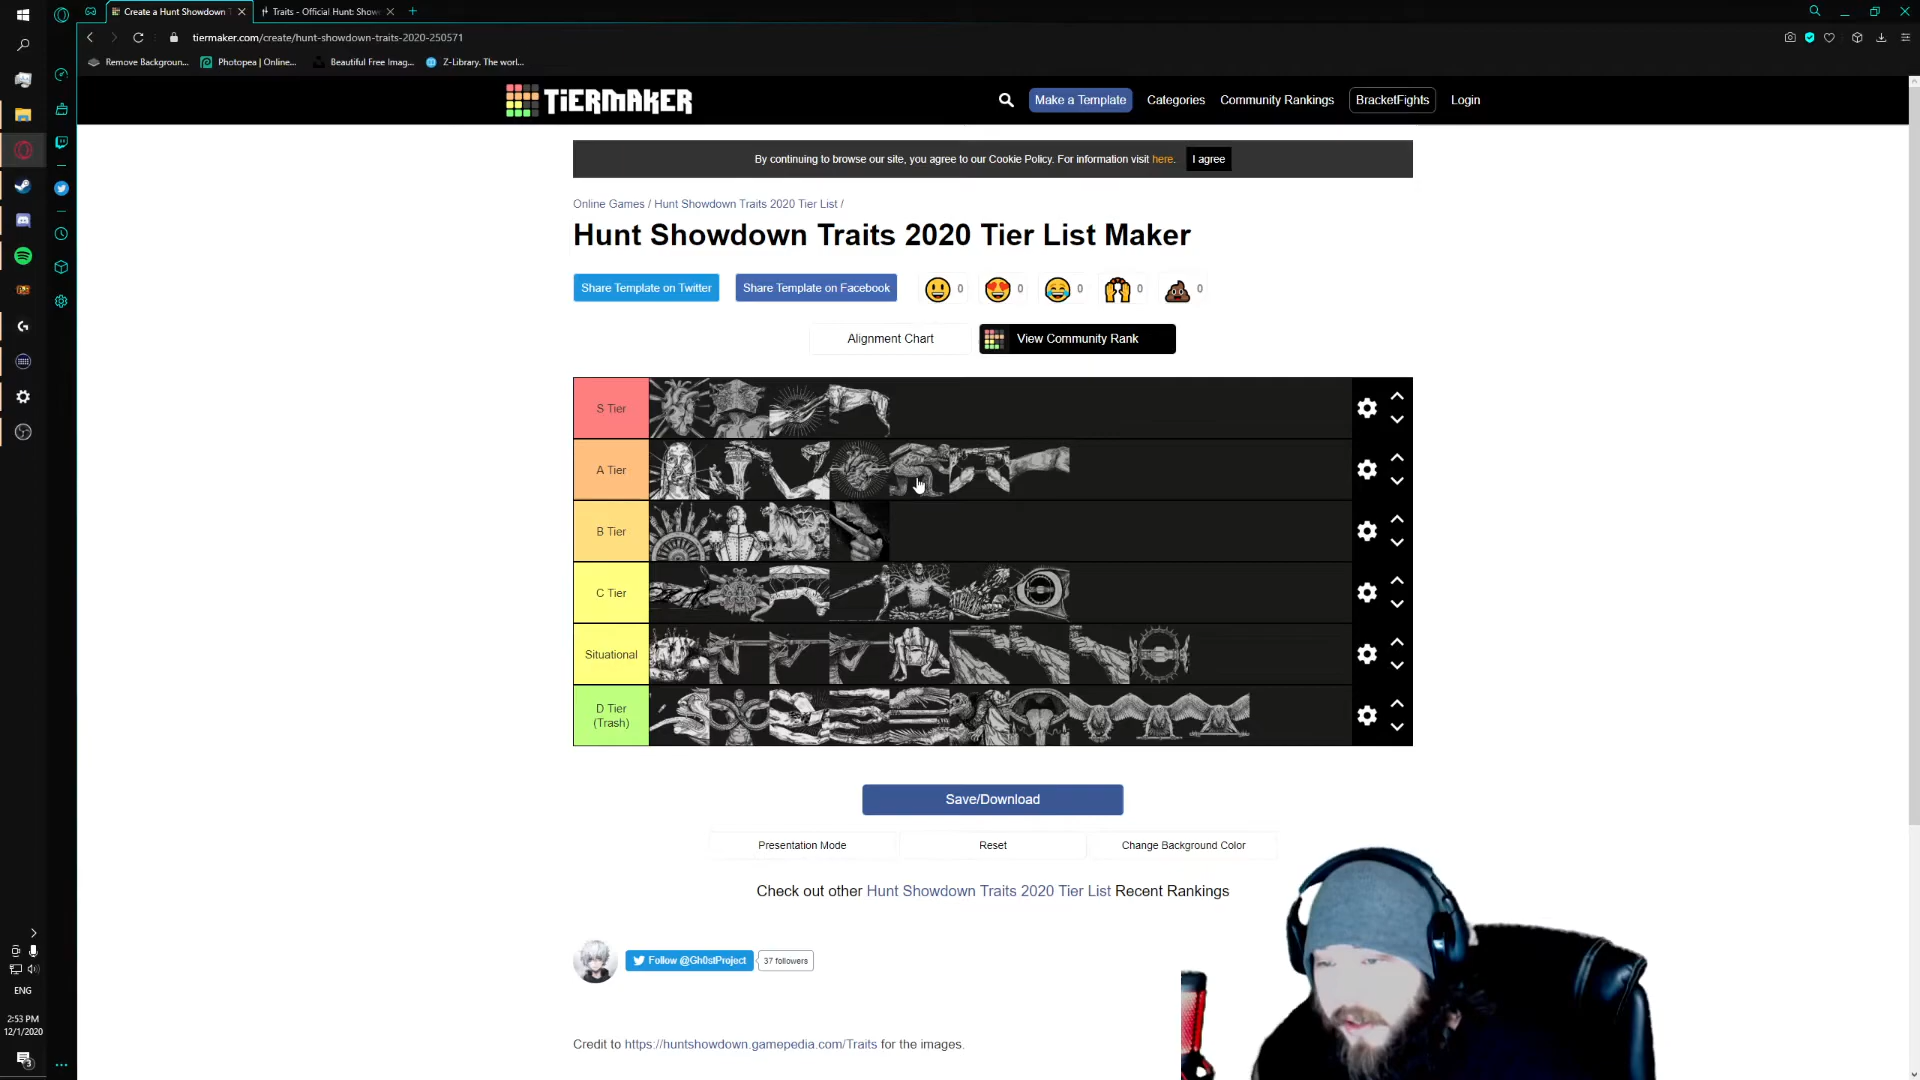 Create a Hunt Showdown T
Traits - Official Hunt: Show
tiermaker.com/create/hunt-showdown-traits-2020-250571
Remove Backgroun...
Photopea | Online...
Beautiful Free Imag...
Z-Library. The worl...
TiERMAKER
Make a Template
Categories
Community Rankings
BracketFights
Login
By continuing to browse our site, you agree to our Cookie Policy. For information visit here.
I agree
Online Games / Hunt Showdown Traits 2020 Tier List /
Hunt Showdown Traits 2020 Tier List Maker
Share Template on Twitter
Share Template on Facebook
0
0
0
0
0
Alignment Chart
View Community Rank
S Tier
A Tier
B Tier
C Tier
Situational
D Tier
(Trash)
Save/Download
Presentation Mode
Reset
Change Background Color
Check out other Hunt Showdown Traits 2020 Tier List Recent Rankings
Follow @Gh0stProject
37 followers
Credit to https://huntshowdown.gamepedia.com/Traits for the images.
ENG
2:53 PM
12/1/2020
3